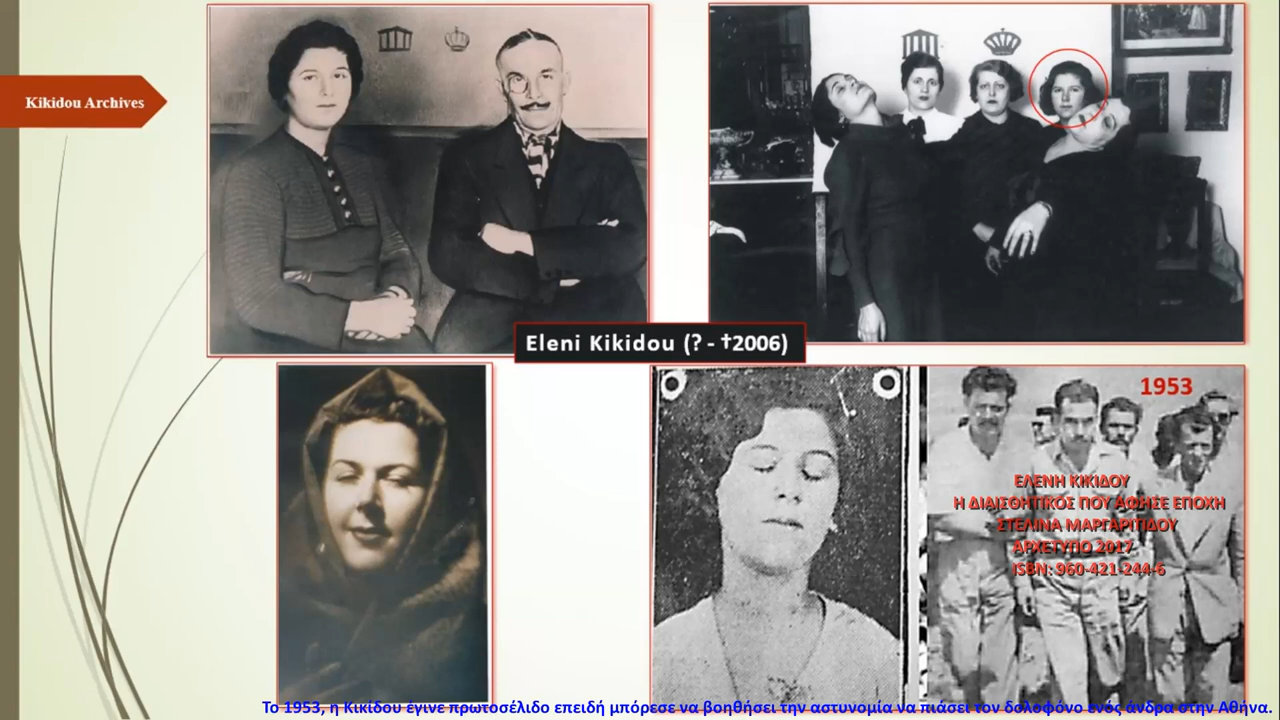 Kikidou Archives
Eleni Kikidou (? - †2006)
1953
ΕΛΕΝΗ ΚΙΚΙΔΟΥ
Η ΔΙΑΙΣΘΗΤΙΚΟΣ ΠΟΥ ΑΦΗΣΕ ΕΠΟΧΗ
ΣΤΕΛΙΝΑ ΜΑΡΓΑΡΙΤΙΔΟΥ
ΑΡΧΕΤΥΠΟ 2017
ISBN: 960-421-244-6
Το 1953, η Κικίδου έγινε πρωτοσέλιδο επειδή μπόρεσε να βοηθήσει την αστυνομία να πιάσει τον δολοφόνο ενός άνδρα στην Αθήνα.